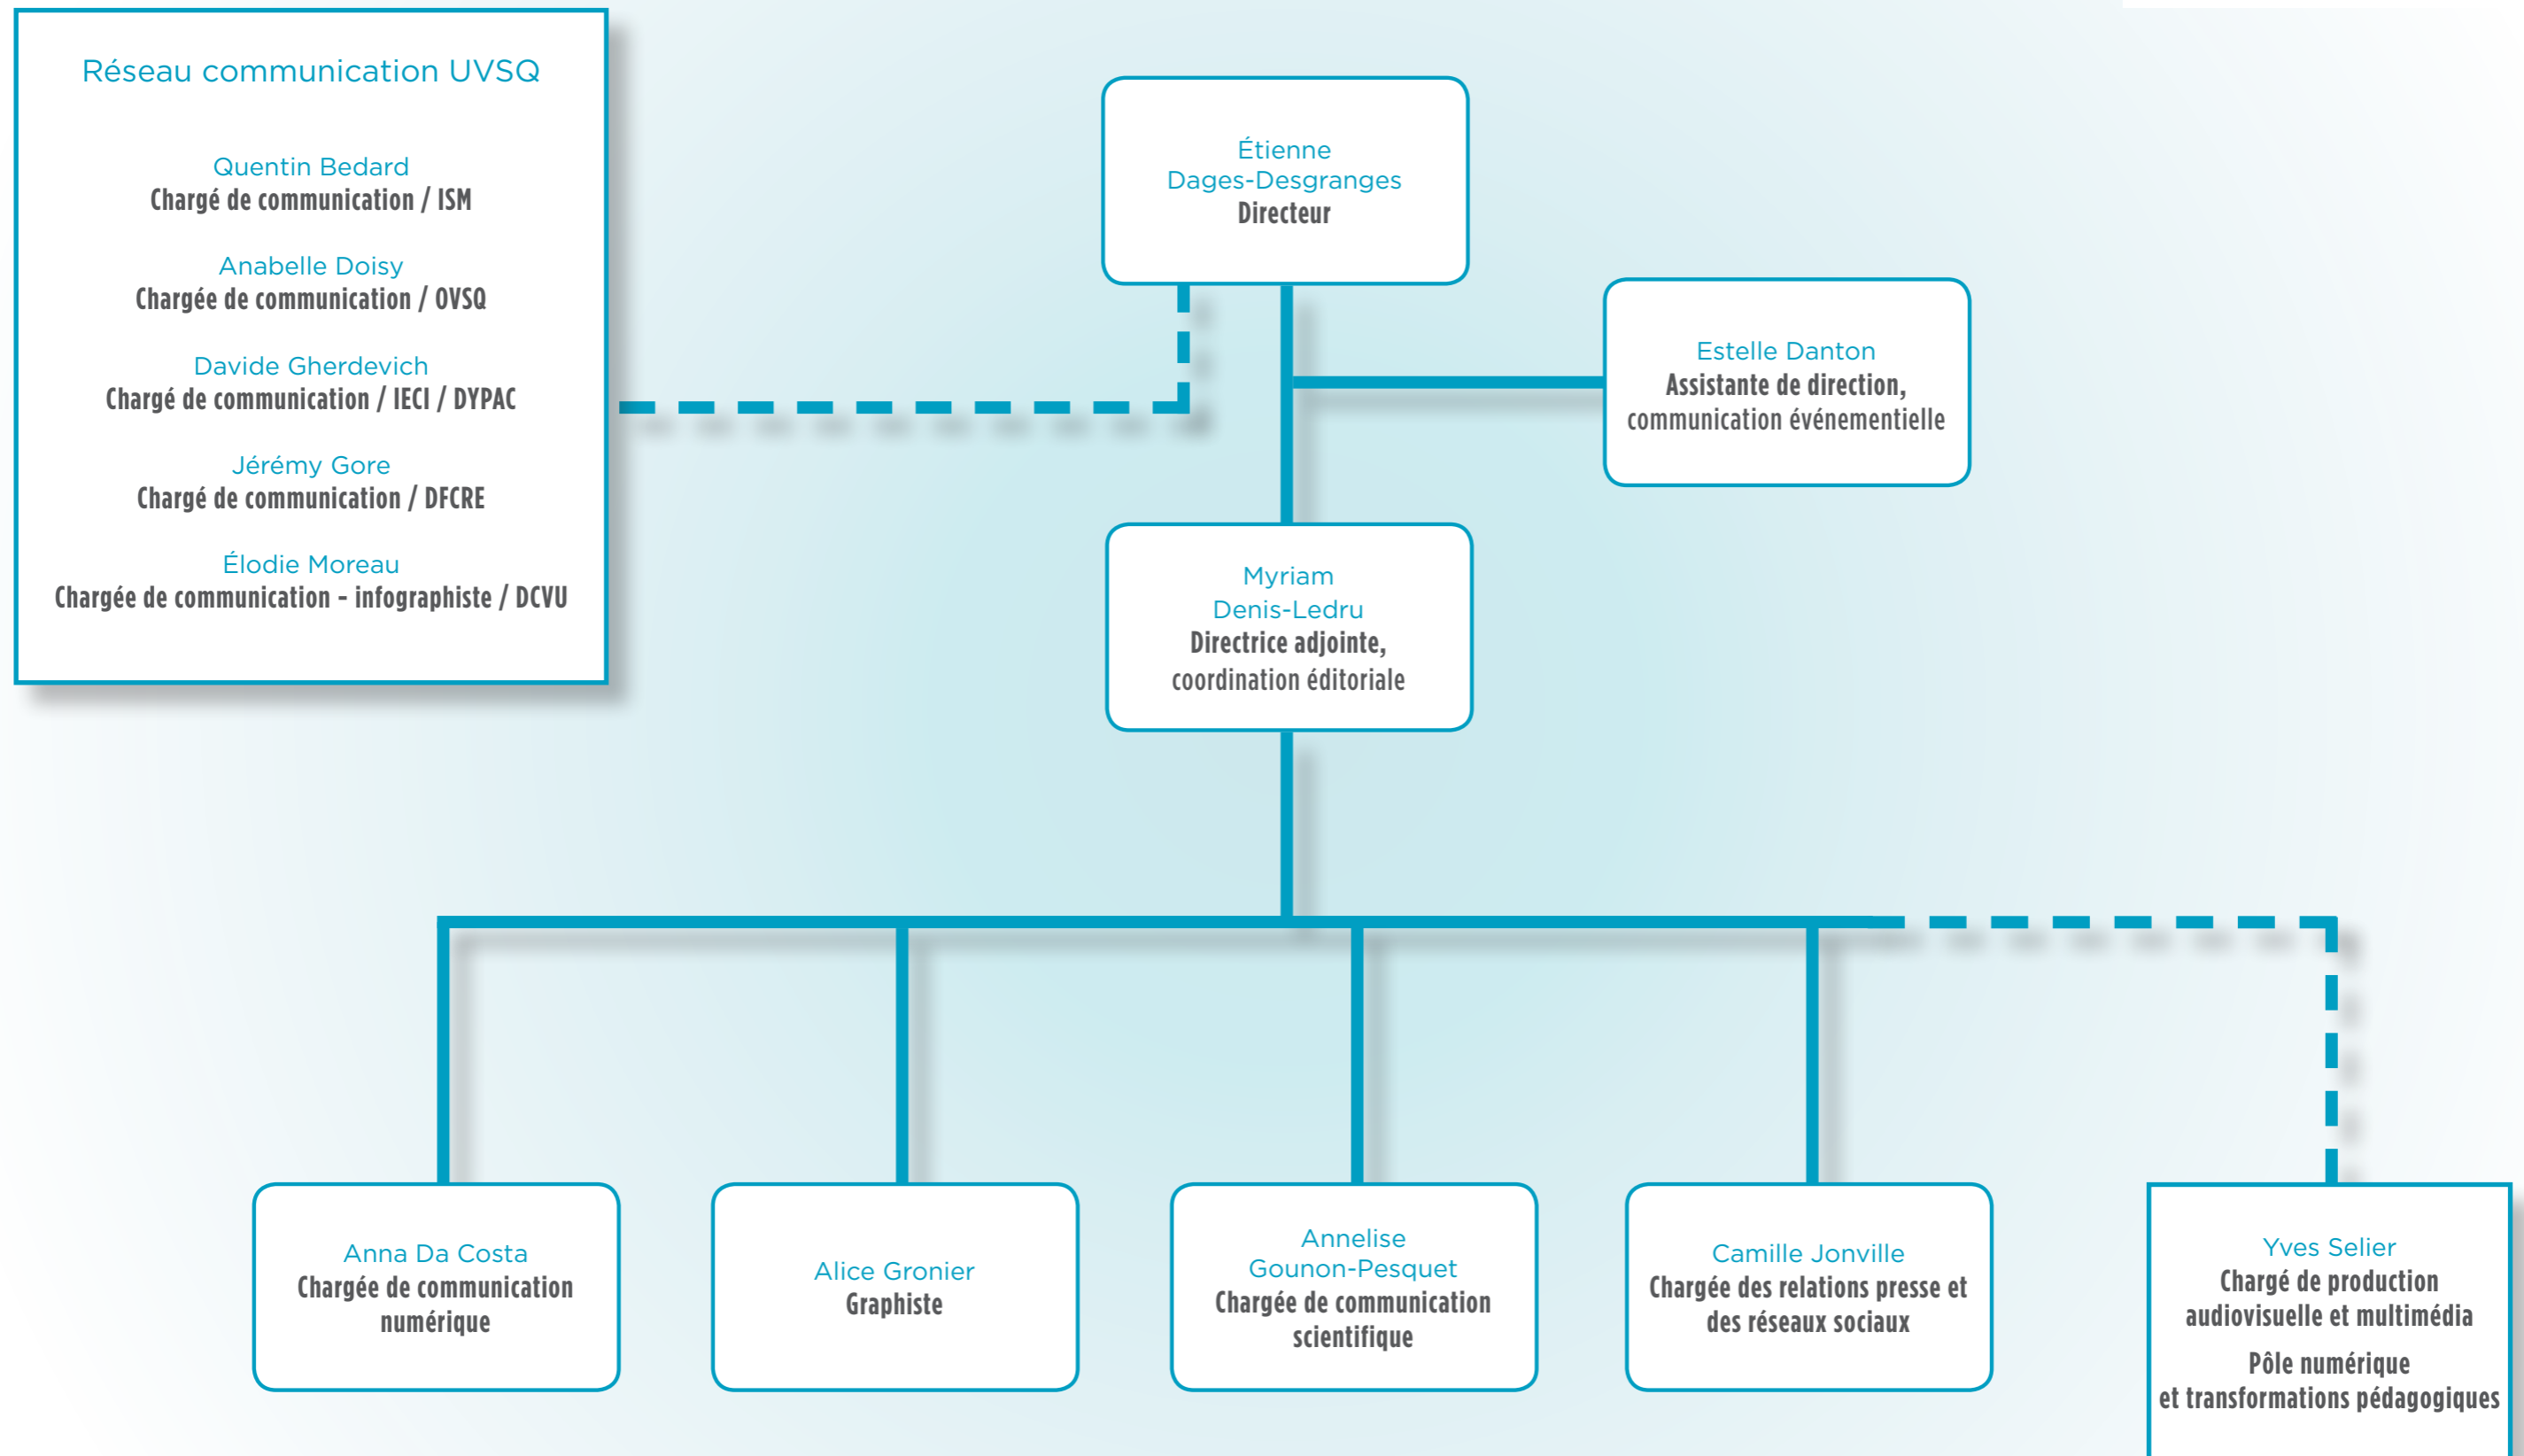 Réseau communication UVSQ
Quentin Bedard
Chargé de communication / ISM
Anabelle Doisy
Chargée de communication / OVSQ
Davide Gherdevich
Chargé de communication / IECI / DYPAC
Jérémy Gore
Chargé de communication / DFCRE
Élodie Moreau
Chargée de communication - infographiste / DCVU
Étienne
Dages-Desgranges
Directeur
Estelle Danton
Assistante de direction,
communication événementielle
Myriam
Denis-Ledru
Directrice adjointe,
coordination éditoriale
Anna Da Costa
Chargée de communication
numérique
Alice Gronier
Graphiste
Annelise
Gounon-Pesquet
Chargée de communication
scientifique
Camille Jonville
Chargée des relations presse et
des réseaux sociaux
Yves Selier
Chargé de production
audiovisuelle et multimédia
Pôle numérique
et transformations pédagogiques